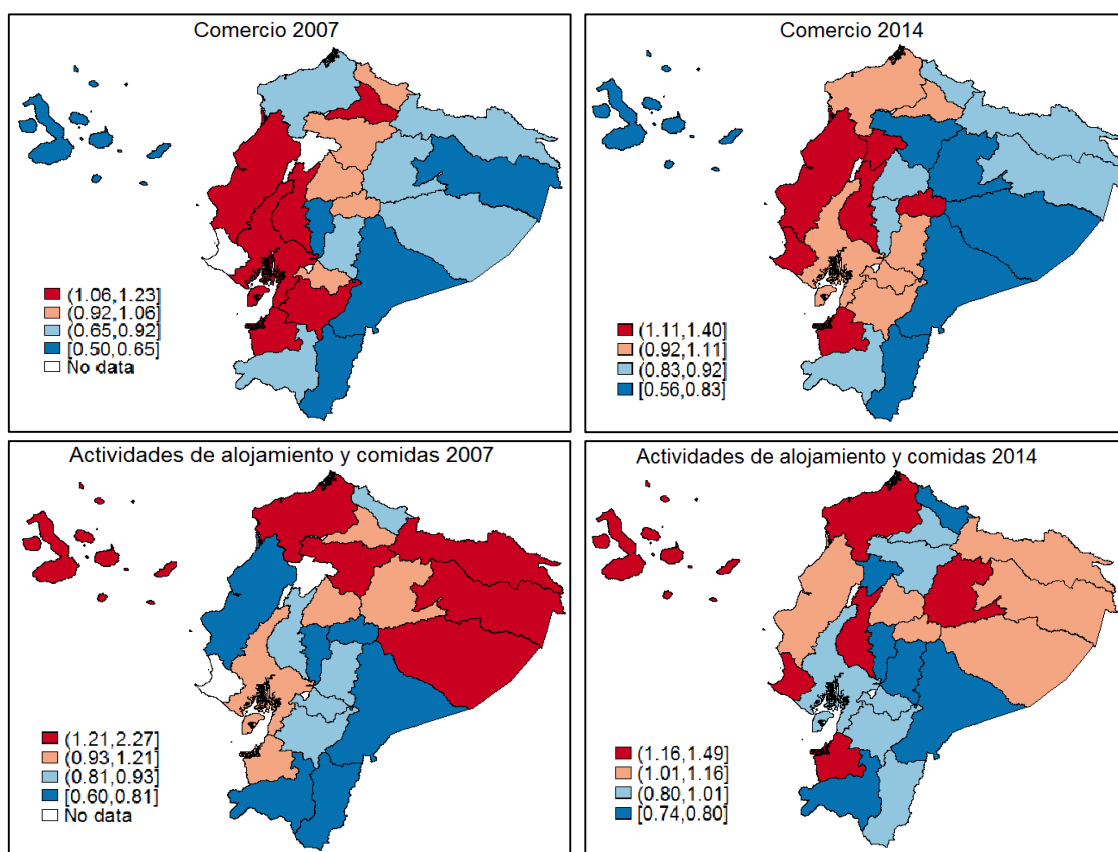 Comercio 2007
(1.06,1.23]
(0.92,1.06]
(0.65,0.92]
[0.50,0.65]
No data
Comercio 2014
(1.11,1.40]
(0.92,1.11]
(0.83,0.92]
[0.56,0.83]
Actividades de alojamiento y comidas 2007
(1.21,2.27]
(0.93,1.21]
(0.81,0.93]
[0.60,0.81]
No data
Actividades de alojamiento y comidas 2014
(1.16,1.49]
(1.01,1.16]
(0.80,1.01]
[0.74,0.80]